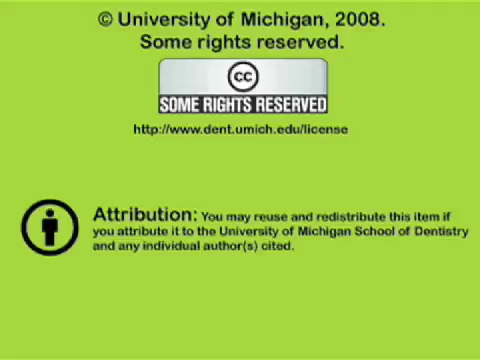 © University of Michigan, 2008.
Some rights reserved.
cc
SOME RIGHTS RESERVED
http://www.dent.umich.edu/license
Attribution: You may reuse and redistribute this item if
you attribute it to the University of Michigan School of Dentistry
and any individual author(s) cited.